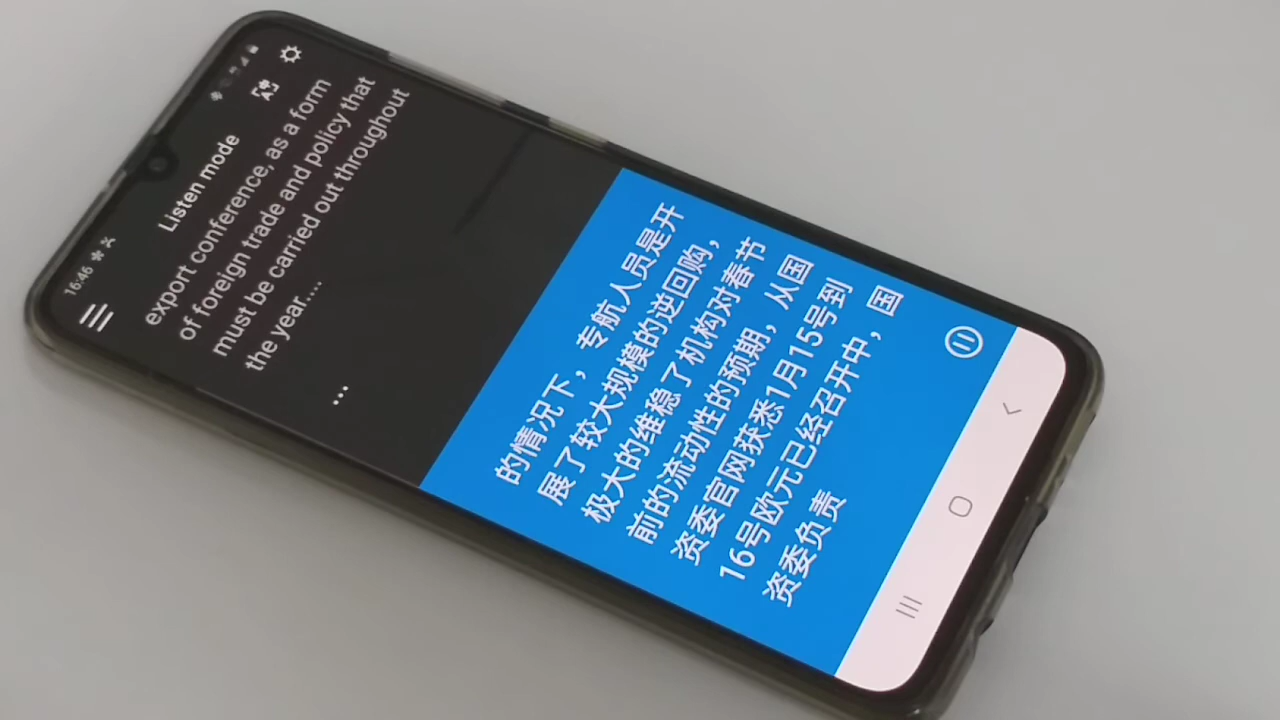 16:46
Listen mode
export conference, as a form
of foreign trade and policy that
must be carried out throughout
the year....
...
的情况下，专航人员是开
展了较大规模的逆回购，
极大的维稳了机构对春节
前的流动性的预期，从国
资委官网获悉1月15号到
16号欧元已经召开中，国
资委负责